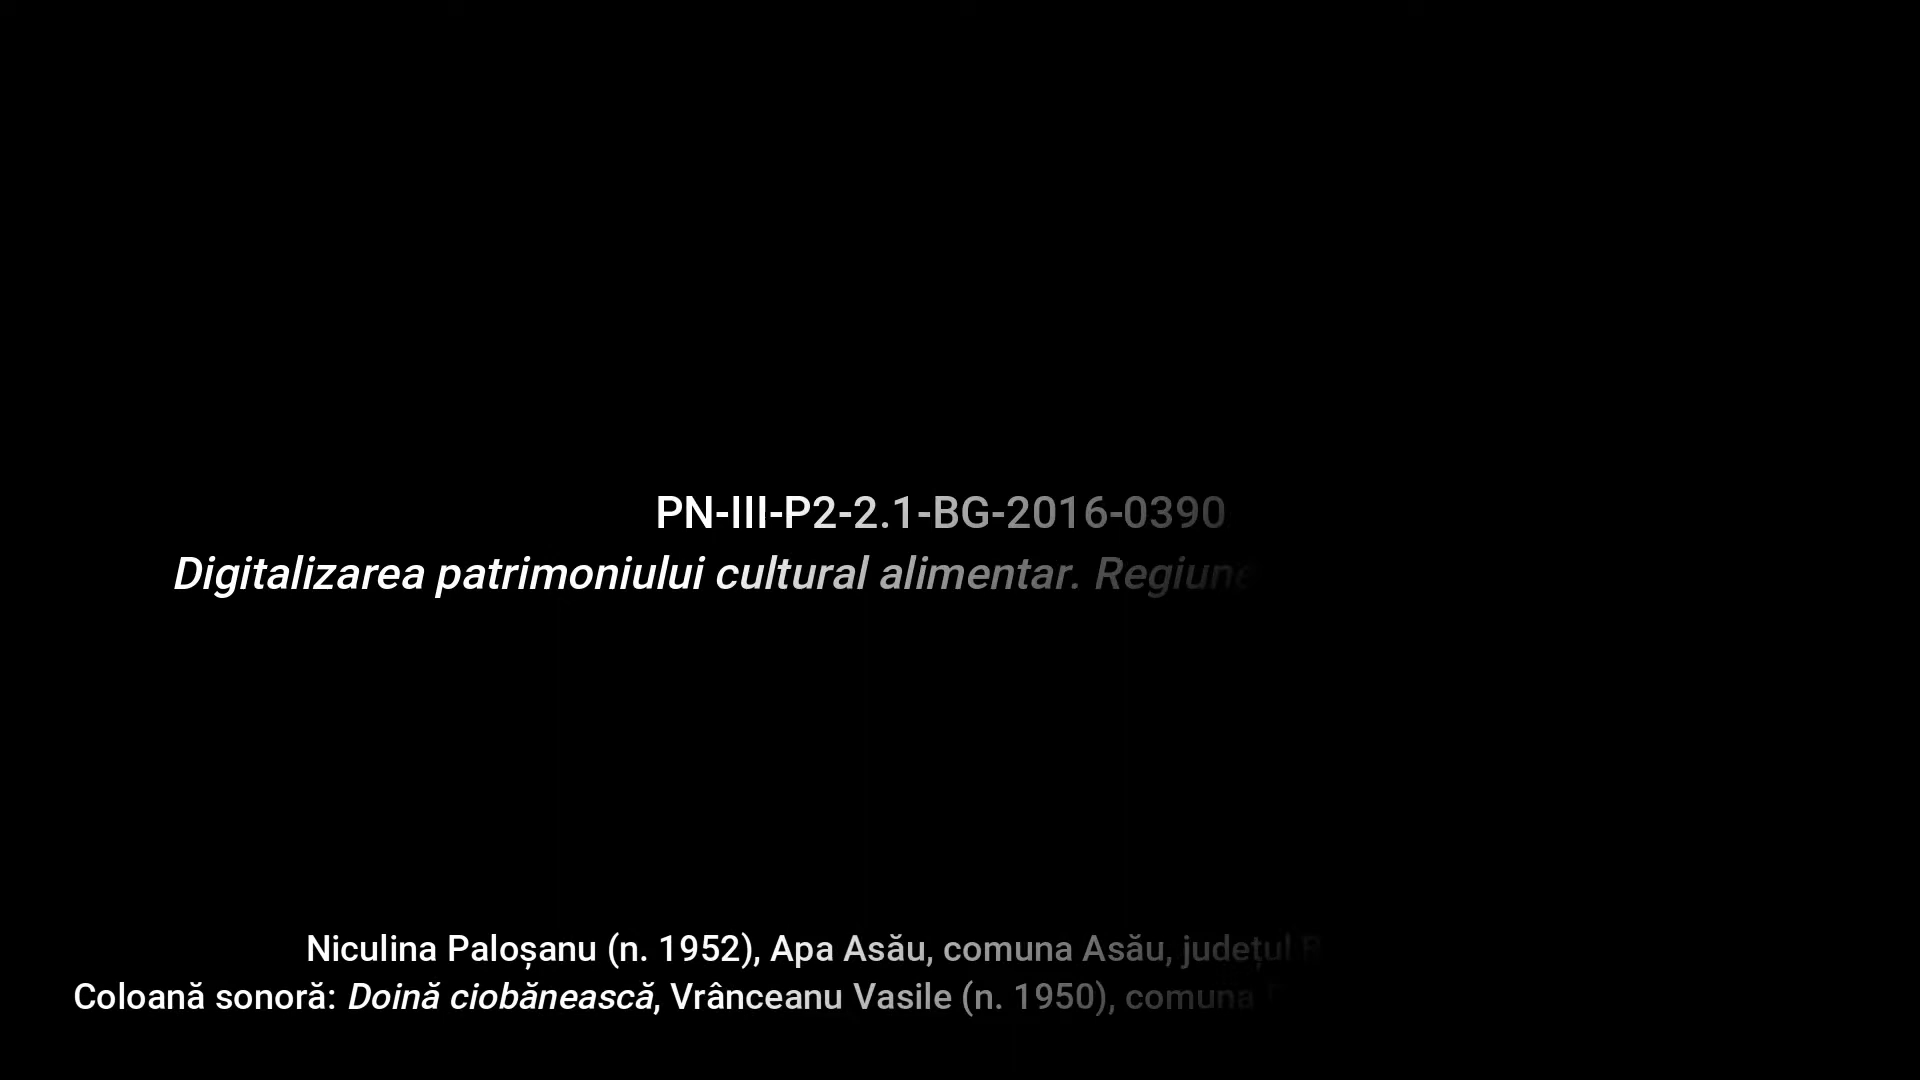 PN-III-P2-2.1-BG-2016-0390
Digitalizarea patrimoniului cultural alimentar. Regiune
Niculina Paloșanu (n. 1952), Apa Asău, comuna Asău, județul
Coloană sonoră: Doină ciobănească, Vrânceanu Vasile (n. 1950), comuna